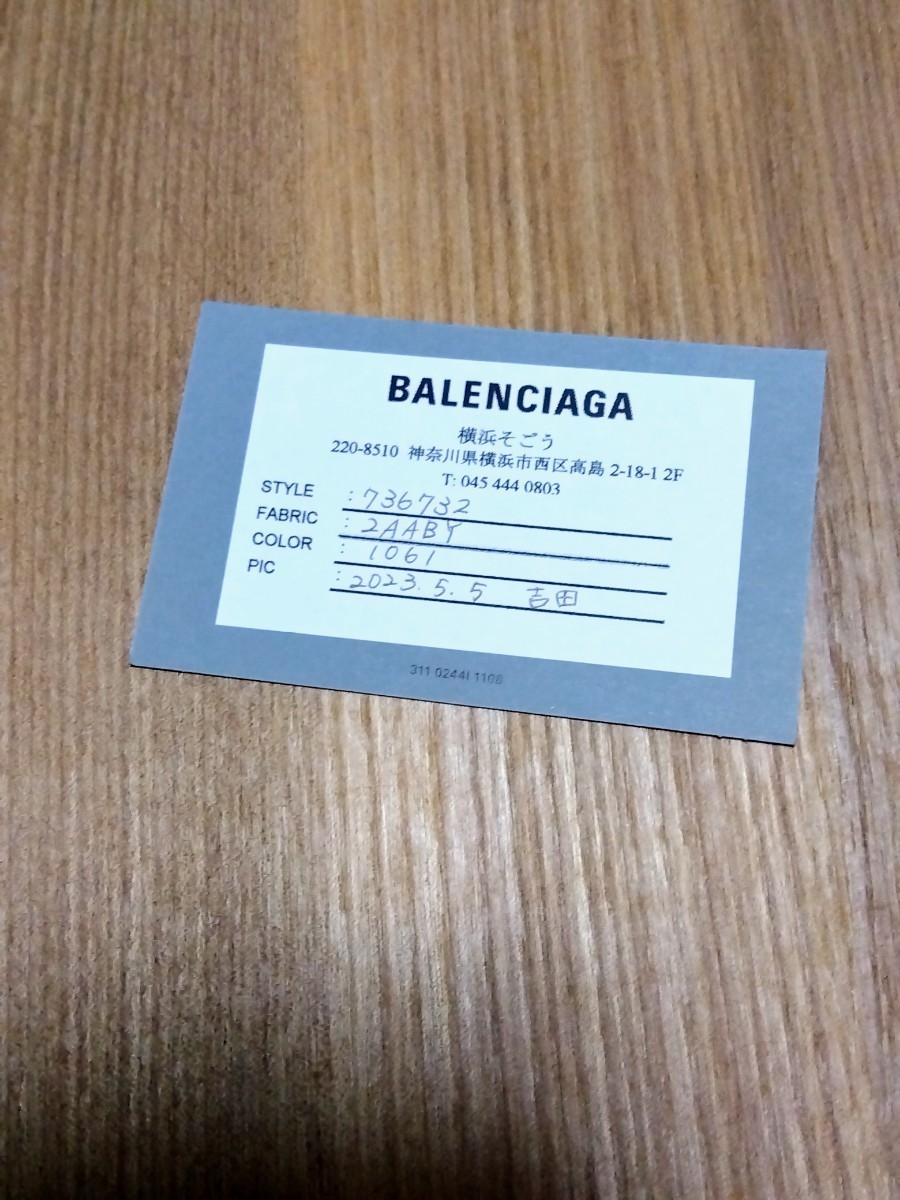 BALENCIAGA
横浜そごう
220-8510 神奈川県横浜市西区高島 2-18-1 2F
T: 045 444 0803
STYLE : 736732
FABRIC : 2AABY
COLOR : 1061
PIC : 2023. 5. 5 吉田
311 0244I 1108